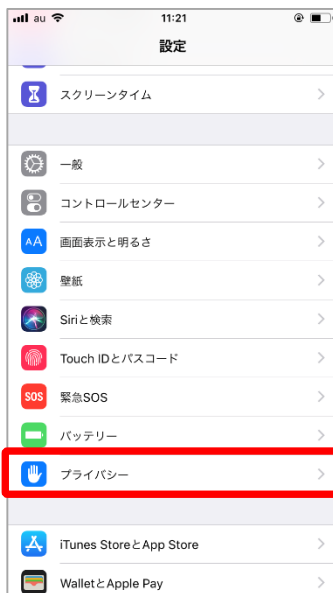 au 11:21
設定
スクリーンタイム
一般
コントロールセンター
AA 画面表示と明るさ
壁紙
Siriと検索
Touch IDとパスコード
SOS 緊急SOS
バッテリー
プライバシー
iTunes StoreとApp Store
WalletとApple Pay